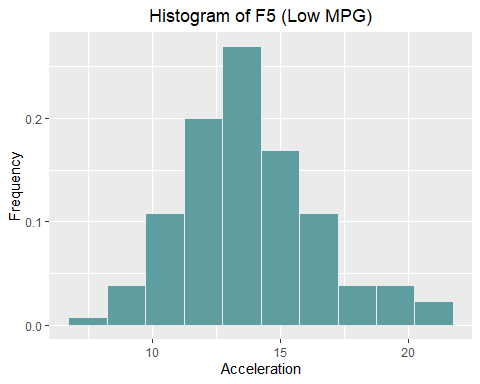 Histogram of F5 (Low MPG)
Frequency
0.2
0.1
0.0
10
15
20
Acceleration